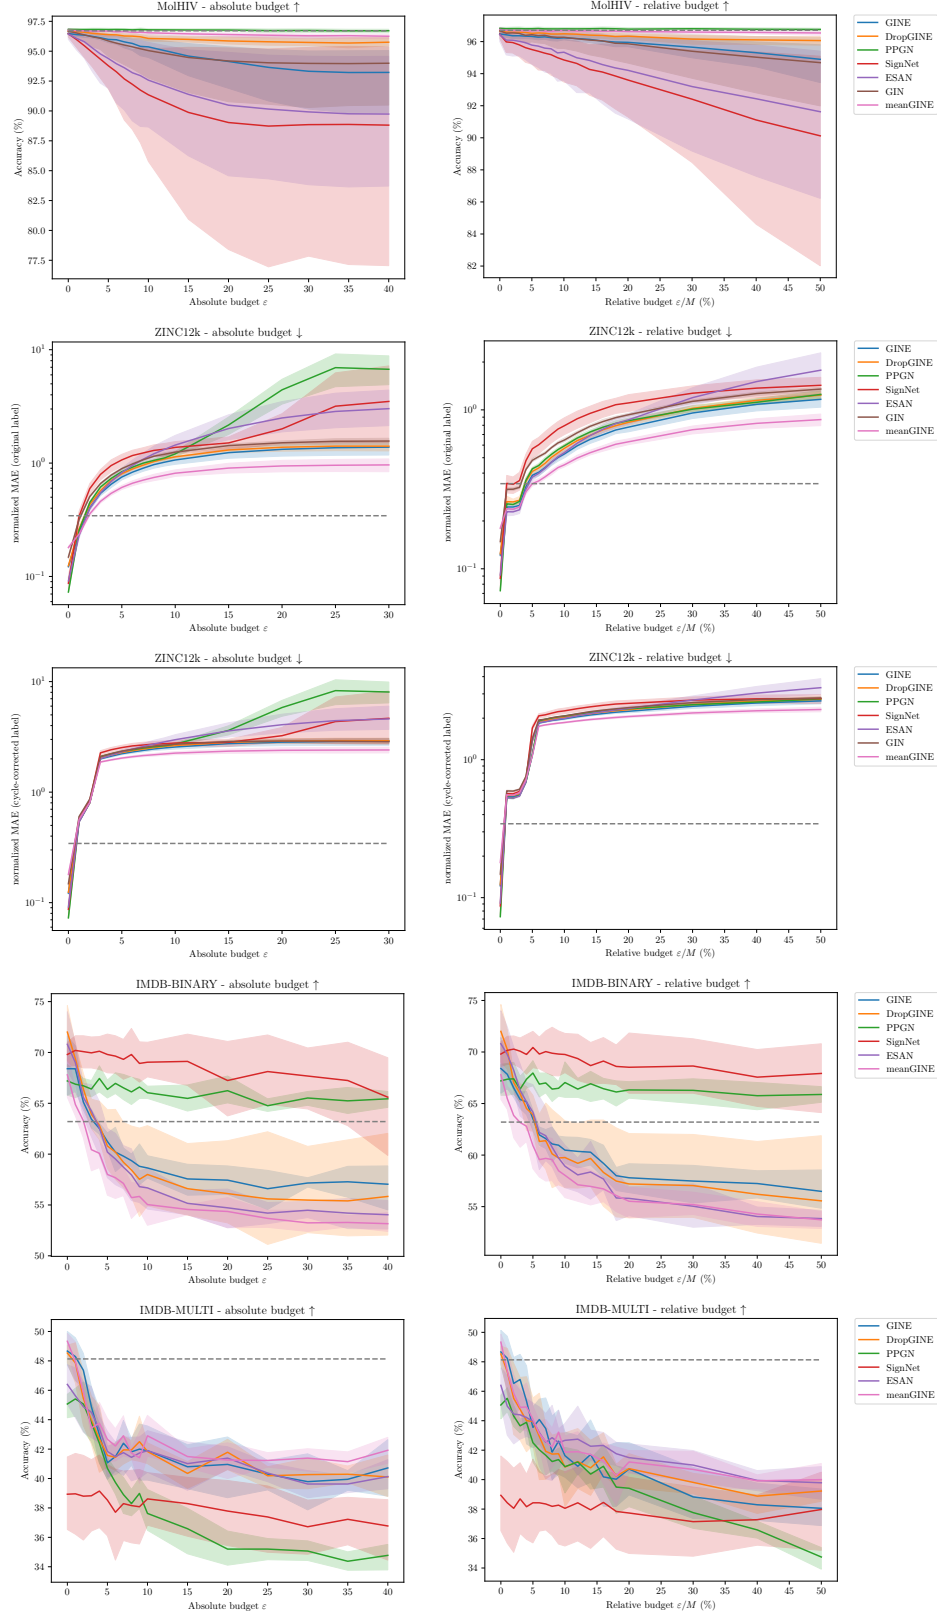 MolHIV - absolute budget ↑
97.5
95.0
92.5
90.0
87.5
85.0
82.5
80.0
77.5
Accuracy (%)
0 5 10 15 20 25 30 35 40
Absolute budget ε
MolHIV - relative budget ↑
96
94
92
90
88
86
84
82
Accuracy (%)
0 5 10 15 20 25 30 35 40 45 50
Relative budget ε/M (%)
GINE
DropGINE
PPGN
SignNet
ESAN
GIN
meanGINE
ZINC12k - absolute budget ↓
10¹
10⁰
10⁻¹
normalized MAE (original label)
0 5 10 15 20 25 30
Absolute budget ε
ZINC12k - relative budget ↓
10⁰
10⁻¹
normalized MAE (original label)
0 5 10 15 20 25 30 35 40 45 50
Relative budget ε/M (%)
GINE
DropGINE
PPGN
SignNet
ESAN
GIN
meanGINE
ZINC12k - absolute budget ↓
10¹
10⁰
10⁻¹
normalized MAE (cycle-corrected label)
0 5 10 15 20 25 30
Absolute budget ε
ZINC12k - relative budget ↓
10⁰
10⁻¹
normalized MAE (cycle-corrected label)
0 5 10 15 20 25 30 35 40 45 50
Relative budget ε/M (%)
GINE
DropGINE
PPGN
SignNet
ESAN
GIN
meanGINE
IMDB-BINARY - absolute budget ↑
75
70
65
60
55
50
Accuracy (%)
0 5 10 15 20 25 30 35 40
Absolute budget ε
IMDB-BINARY - relative budget ↑
75
70
65
60
55
Accuracy (%)
0 5 10 15 20 25 30 35 40 45 50
Relative budget ε/M (%)
GINE
DropGINE
PPGN
SignNet
ESAN
meanGINE
IMDB-MULTI - absolute budget ↑
50
48
46
44
42
40
38
36
34
Accuracy (%)
0 5 10 15 20 25 30 35 40
Absolute budget ε
IMDB-MULTI - relative budget ↑
50
48
46
44
42
40
38
36
34
Accuracy (%)
0 5 10 15 20 25 30 35 40 45 50
Relative budget ε/M (%)
GINE
DropGINE
PPGN
SignNet
ESAN
meanGINE